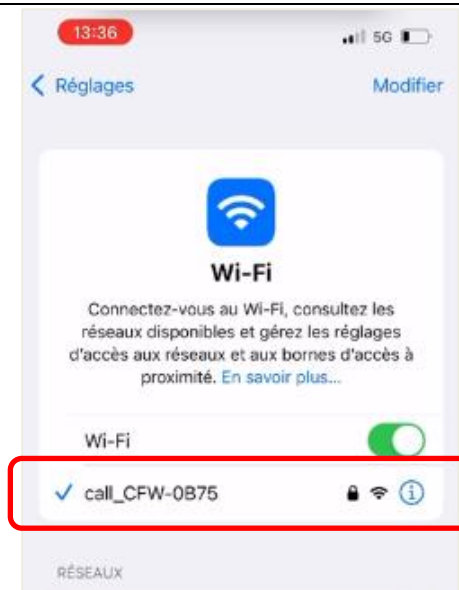 13:36
5G
Réglages
Modifier
Wi-Fi
Connectez-vous au Wi-Fi, consultez les
réseaux disponibles et gérez les réglages
d'accès aux réseaux et aux bornes d'accès à
proximité. En savoir plus...
Wi-Fi
call_CFW-0B75
RÉSEAUX